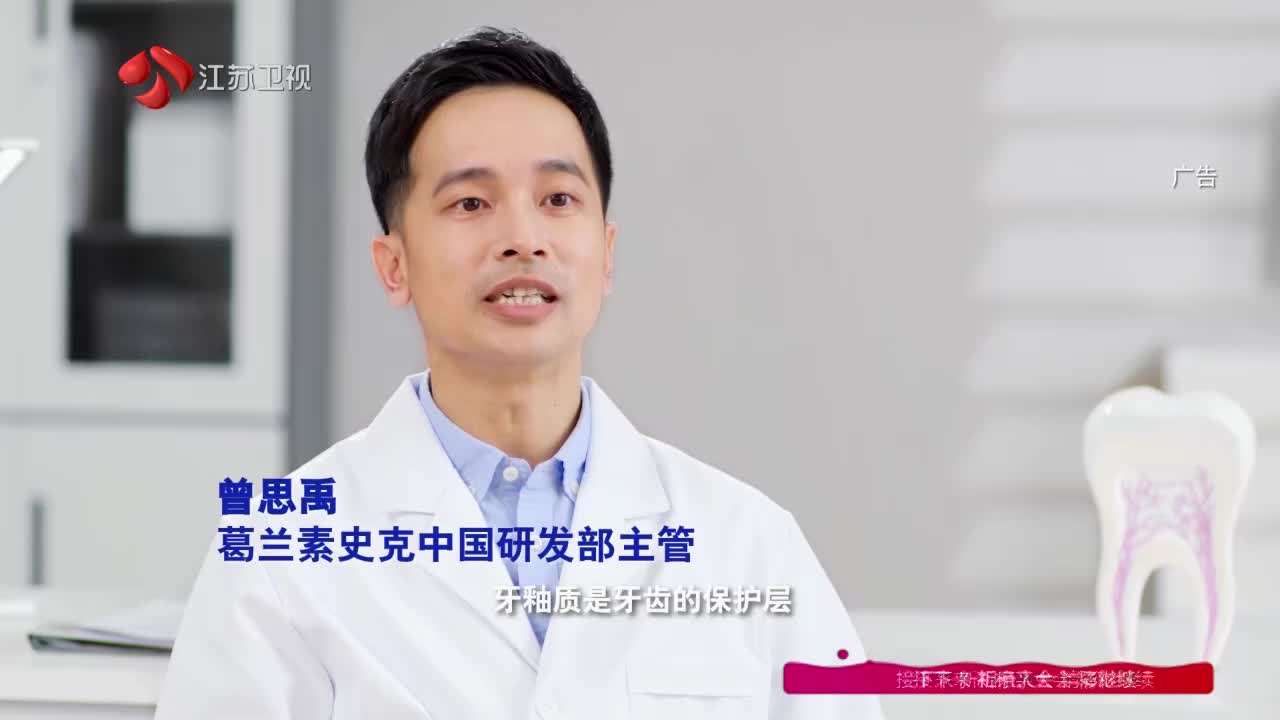 江苏卫视
广告
曾思禹
葛兰素史克中国研发部主管
牙釉质是牙齿的保护层